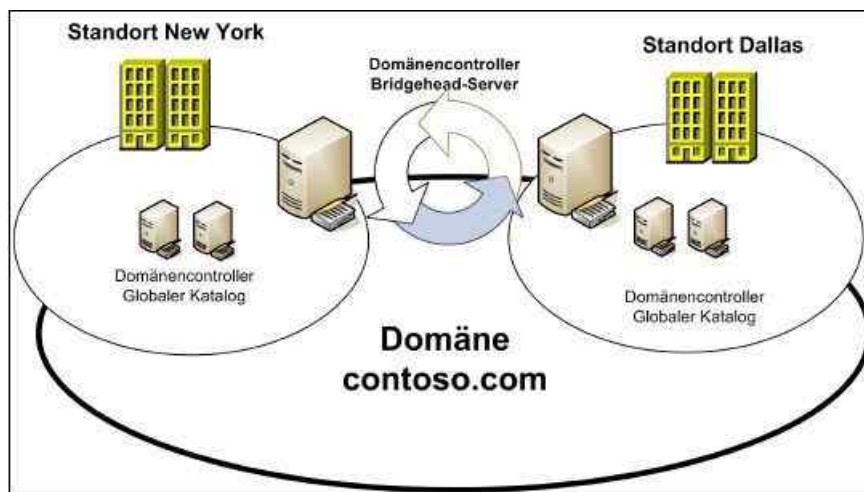 Standort New York
Standort Dallas
Domänencontroller
Bridgehead-Server
Domänencontroller
Globaler Katalog
Domänencontroller
Globaler Katalog
Domäne
contoso.com